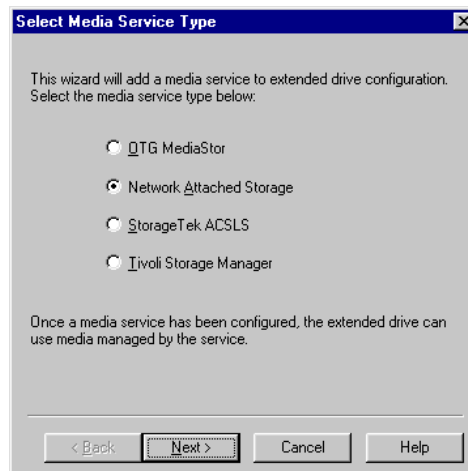 Select Media Service Type
This wizard will add a media service to extended drive configuration.
Select the media service type below:
OTG MediaStor
Network Attached Storage
StorageTek ACSLS
Tivoli Storage Manager
Once a media service has been configured, the extended drive can
use media managed by the service.
< Back Next > Cancel Help